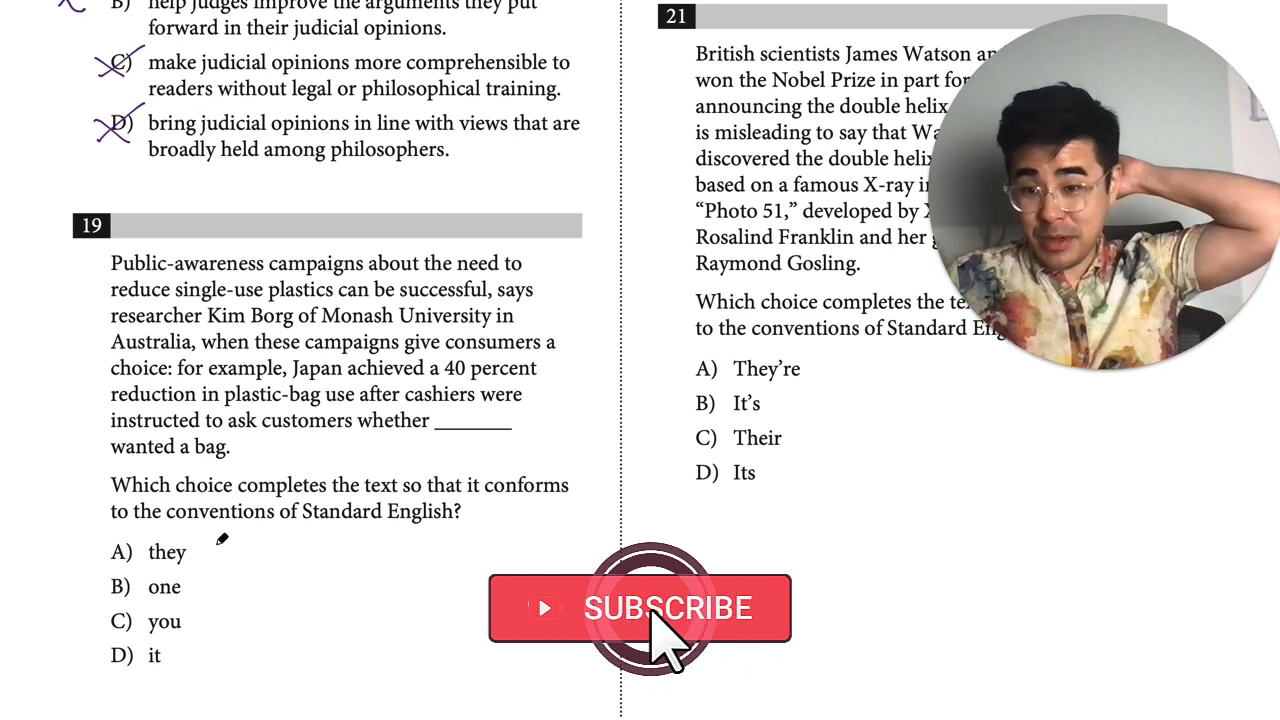 B) help judges improve the arguments they put
forward in their judicial opinions.
C) make judicial opinions more comprehensible to
readers without legal or philosophical training.
D) bring judicial opinions in line with views that are
broadly held among philosophers.
19
Public-awareness campaigns about the need to
reduce single-use plastics can be successful, says
researcher Kim Borg of Monash University in
Australia, when these campaigns give consumers a
choice: for example, Japan achieved a 40 percent
reduction in plastic-bag use after cashiers were
instructed to ask customers whether _______
wanted a bag.
Which choice completes the text so that it conforms
to the conventions of Standard English?
A) they
B) one
C) you
D) it
21
British scientists James Watson
won the Nobel Prize in part for
announcing the double helix
is misleading to say that
discovered the double helix
based on a famous X-ray
“Photo 51,” developed by
Rosalind Franklin and her
Raymond Gosling.
Which choice completes the
to the conventions of Standard
A) They’re
B) It’s
C) Their
D) Its
SUBSCRIBE